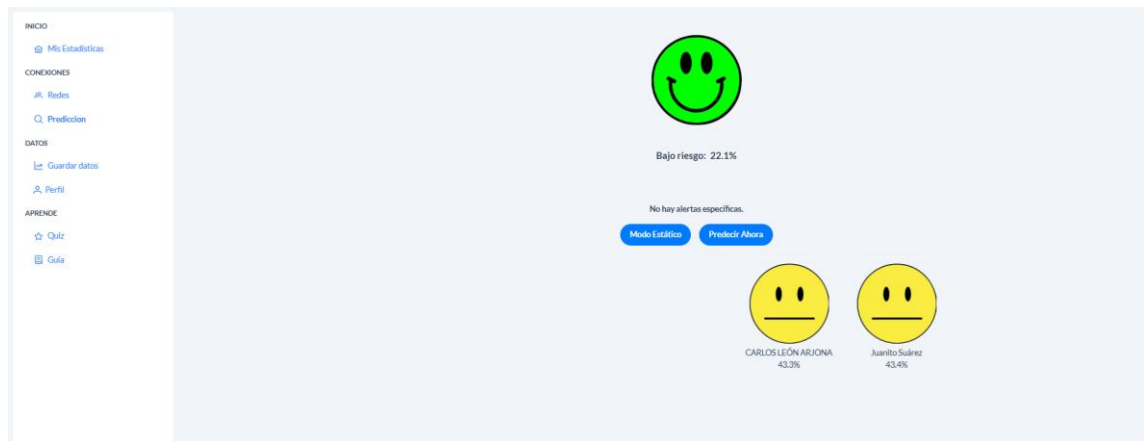 INICIO
Mis Estadísticas
CONEXIONES
Redes
Prediccion
DATOS
Guardar datos
Perfil
APRENDE
Quiz
Guía
Bajo riesgo: 22.1%
No hay alertas específicas.
Modo Estático Predecir Ahora
CARLOS LEÓN ARJONA Juanito Suárez
43.3% 43.4%